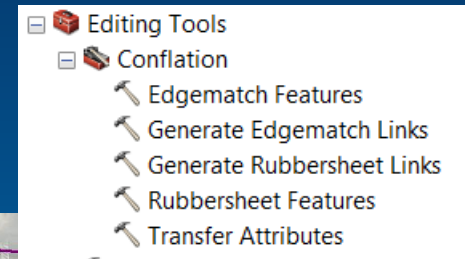 Editing Tools
Conflation
Edgematch Features
Generate Edgematch Links
Generate Rubbersheet Links
Rubbersheet Features
Transfer Attributes